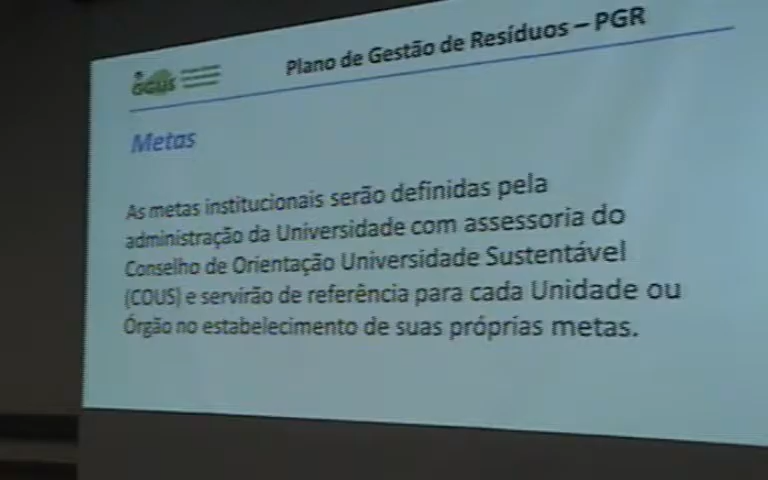 GGUS
Plano de Gestão de Resíduos – PGR
Metas
As metas institucionais serão definidas pela
administração da Universidade com assessoria do
Conselho de Orientação Universidade Sustentável
(COUS) e servirão de referência para cada Unidade ou
Órgão no estabelecimento de suas próprias metas.